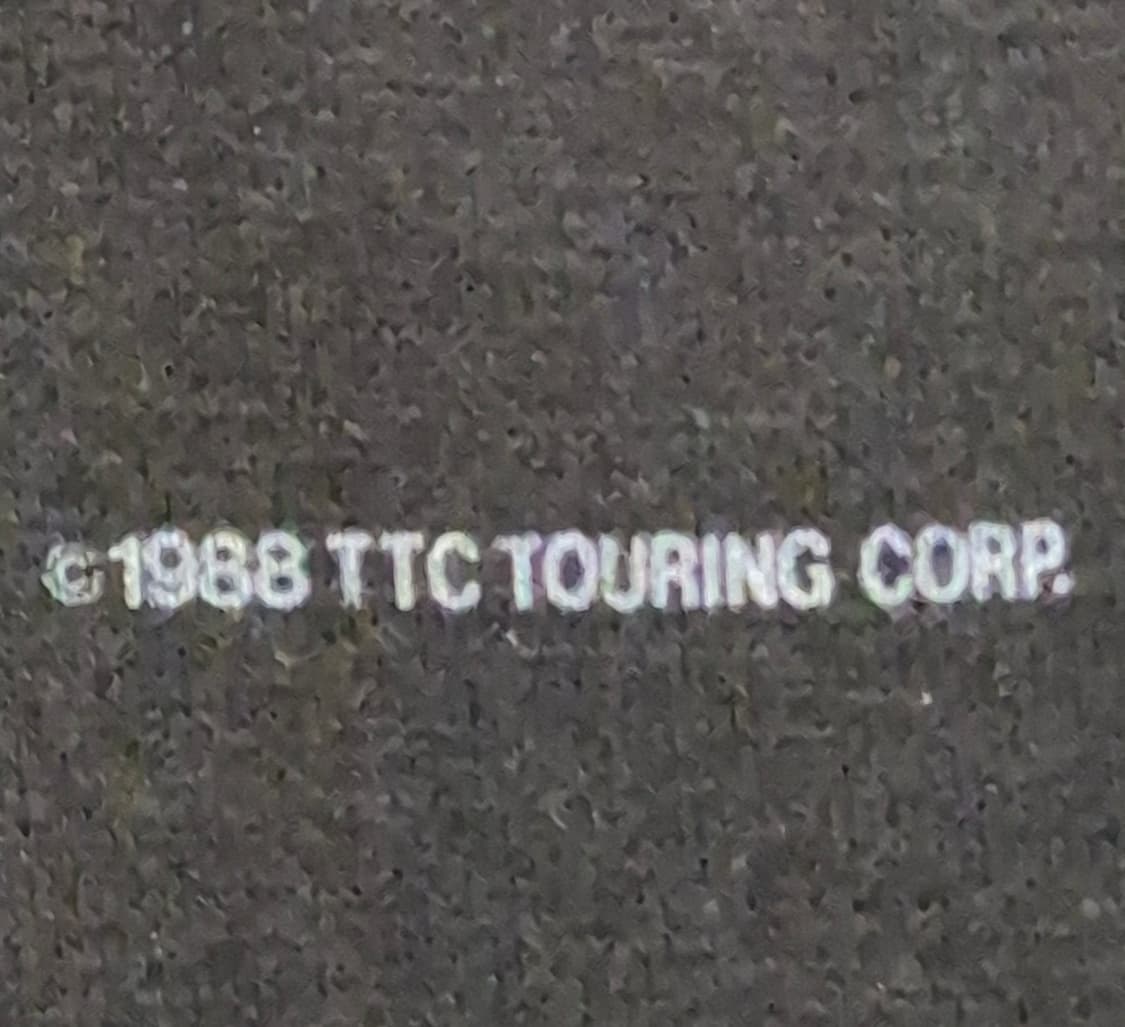 ©1988 TTC TOURING CORP.